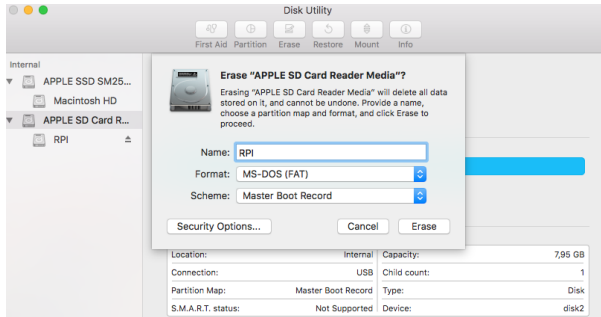 Disk Utility
First Aid Partition Erase Restore Mount Info
Internal
APPLE SSD SM25...
Macintosh HD
APPLE SD Card R...
RPI
Erase “APPLE SD Card Reader Media”?
Erasing “APPLE SD Card Reader Media” will delete all data
stored on it, and cannot be undone. Provide a name,
choose a partition map and format, and click Erase to
proceed.
Name: RPI
Format: MS-DOS (FAT)
Scheme: Master Boot Record
Security Options... Cancel Erase
Location: Internal Capacity: 7,95 GB
Connection: USB Child count: 1
Partition Map: Master Boot Record Type: Disk
S.M.A.R.T. status: Not Supported Device: disk2